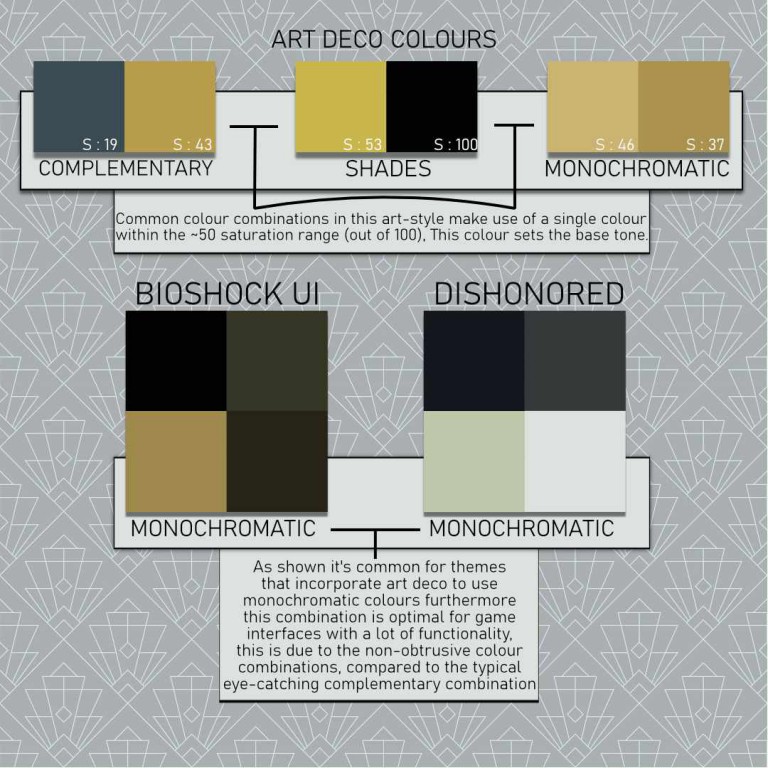 ART DECO COLOURS
S : 19 S : 43 S : 53 S : 100 S : 46 S : 37
COMPLEMENTARY SHADES MONOCHROMATIC
Common colour combinations in this art-style make use of a single colour
within the ~50 saturation range (out of 100), This colour sets the base tone.
BIOSHOCK UI DISHONORED
MONOCHROMATIC MONOCHROMATIC
As shown it's common for themes
that incorporate art deco to use
monochromatic colours furthermore
this combination is optimal for game
interfaces with a lot of functionality,
this is due to the non-obtrusive colour
combinations, compared to the typical
eye-catching complementary combination